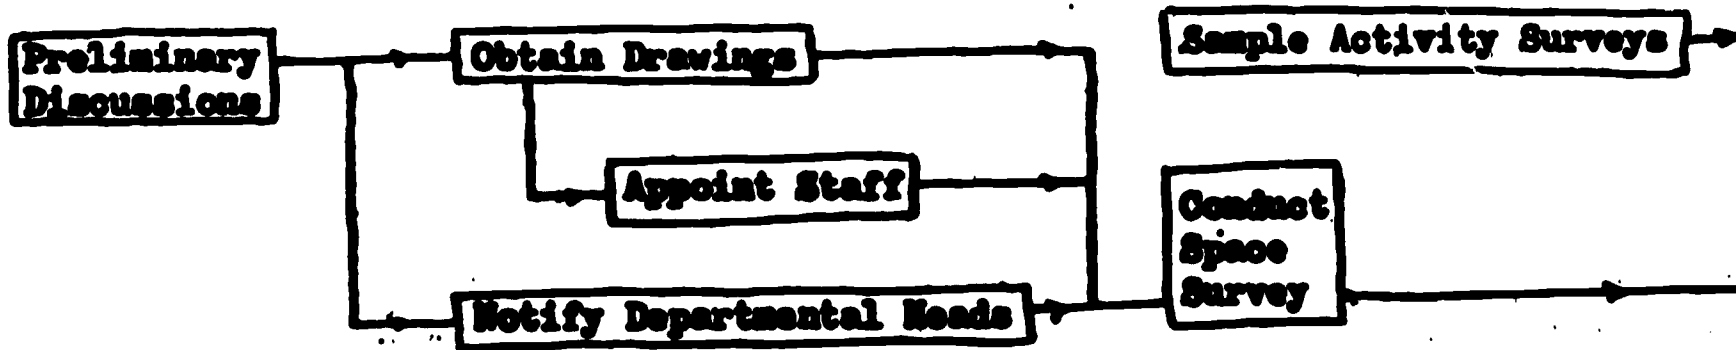 Preliminary
Discussions
Obtain Drawings
Appoint Staff
Notify Departmental Heads
Sample Activity Surveys
Conduct
Space
Survey